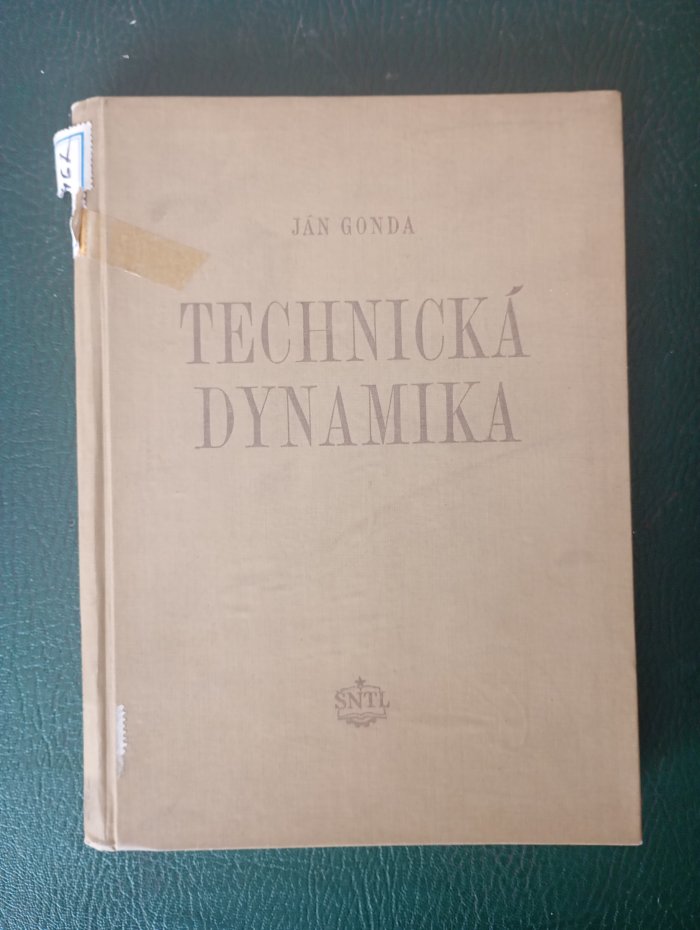 JÁN GONDA
TECHNICKÁ
DYNAMIKA
SNTL